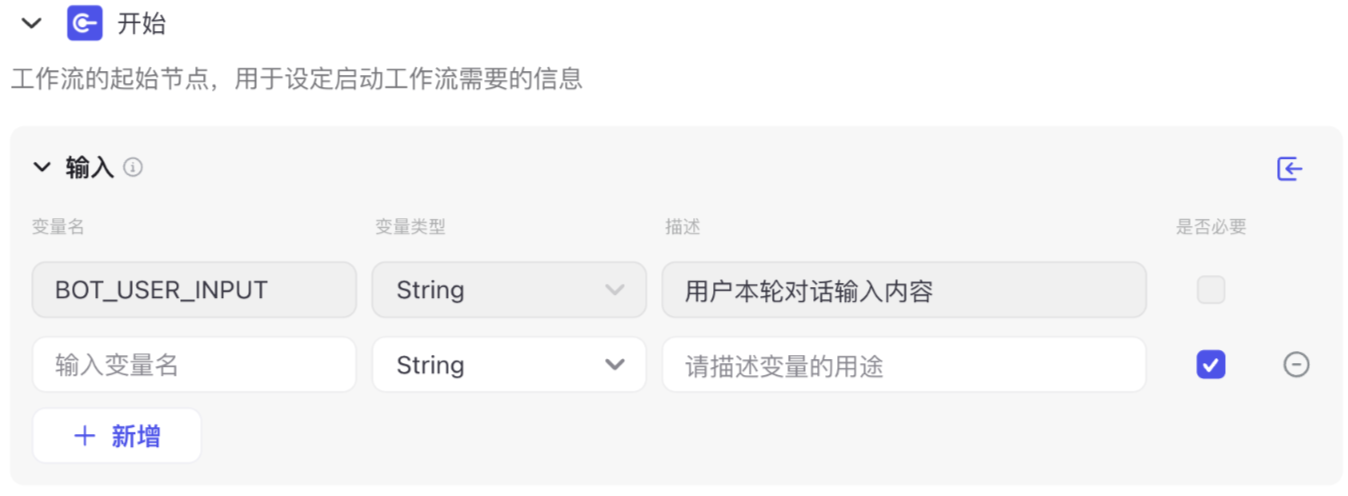 开始
工作流的起始节点，用于设定启动工作流需要的信息
输入
变量名 变量类型 描述 是否必要
BOT_USER_INPUT String 用户本轮对话输入内容
输入变量名 String 请描述变量的用途
+ 新增